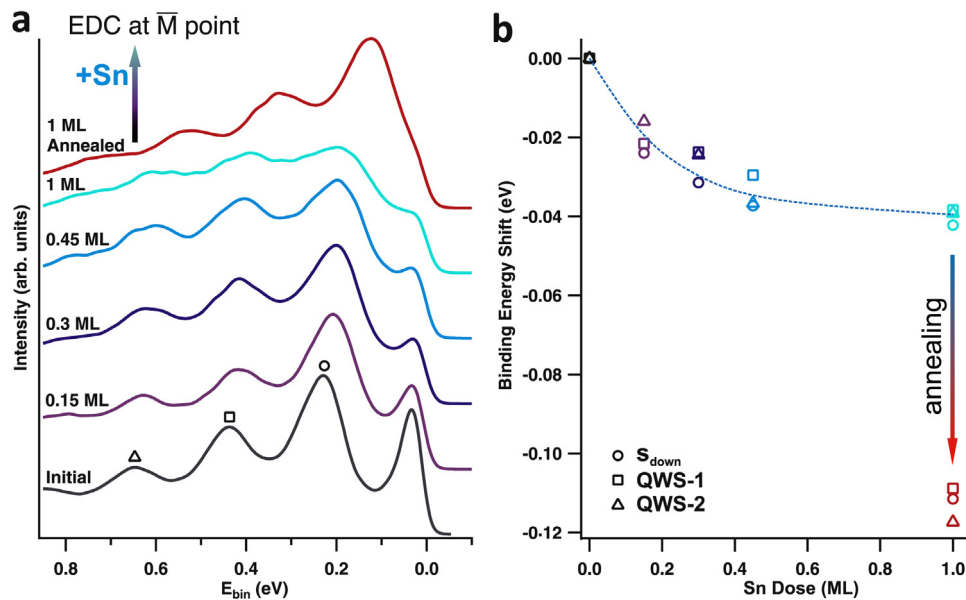 a
EDC at M̅ point
+Sn
1 ML
Annealed
1 ML
0.45 ML
0.3 ML
0.15 ML
Initial
Intensity (arb. units)
0.8 0.6 0.4 0.2 0.0
E_bin (eV)
b
Binding Energy Shift (eV)
0.00
-0.02
-0.04
-0.06
-0.08
-0.10
-0.12
annealing
S_down
QWS-1
QWS-2
0.0 0.2 0.4 0.6 0.8 1.0
Sn Dose (ML)